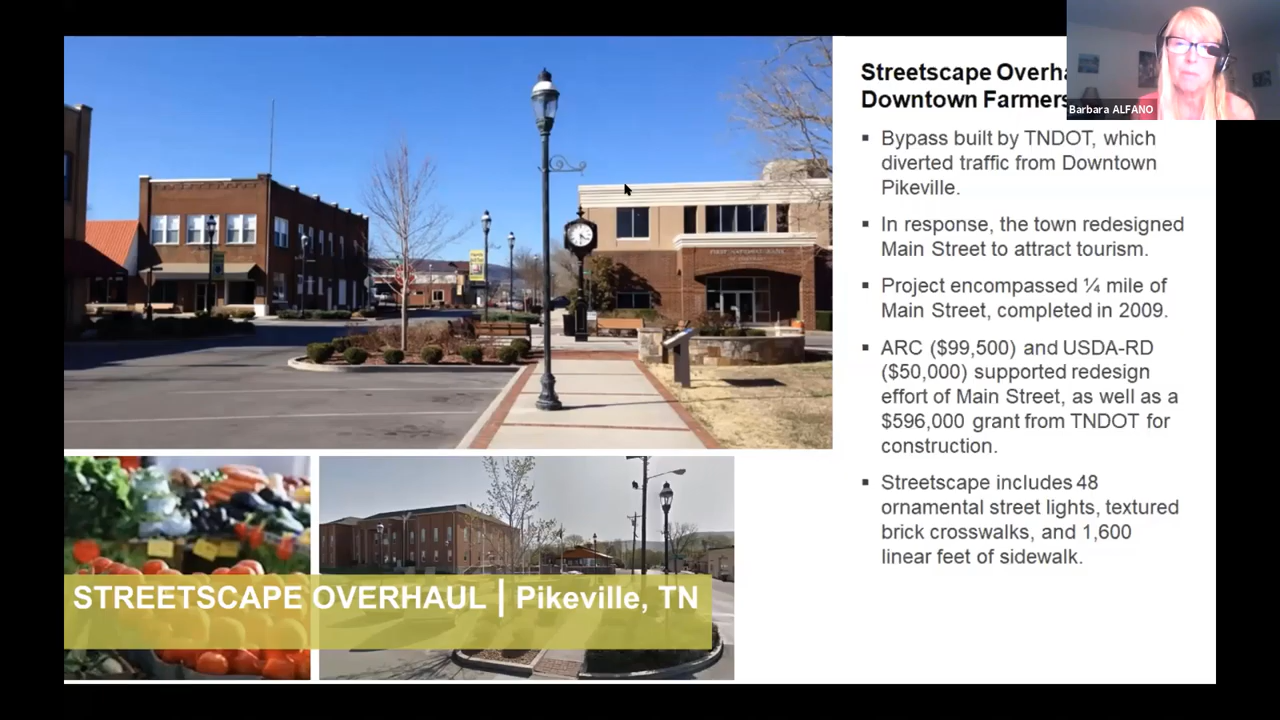 Streetscape Overha
Downtown Farmers
Barbara ALFANO
▪ Bypass built by TNDOT, which
diverted traffic from Downtown
Pikeville.
▪ In response, the town redesigned
Main Street to attract tourism.
▪ Project encompassed ¼ mile of
Main Street, completed in 2009.
▪ ARC ($99,500) and USDA-RD
($50,000) supported redesign
effort of Main Street, as well as a
$596,000 grant from TNDOT for
construction.
▪ Streetscape includes 48
ornamental street lights, textured
brick crosswalks, and 1,600
linear feet of sidewalk.
FIRST NATIONAL BANK
STREETSCAPE OVERHAUL | Pikeville, TN